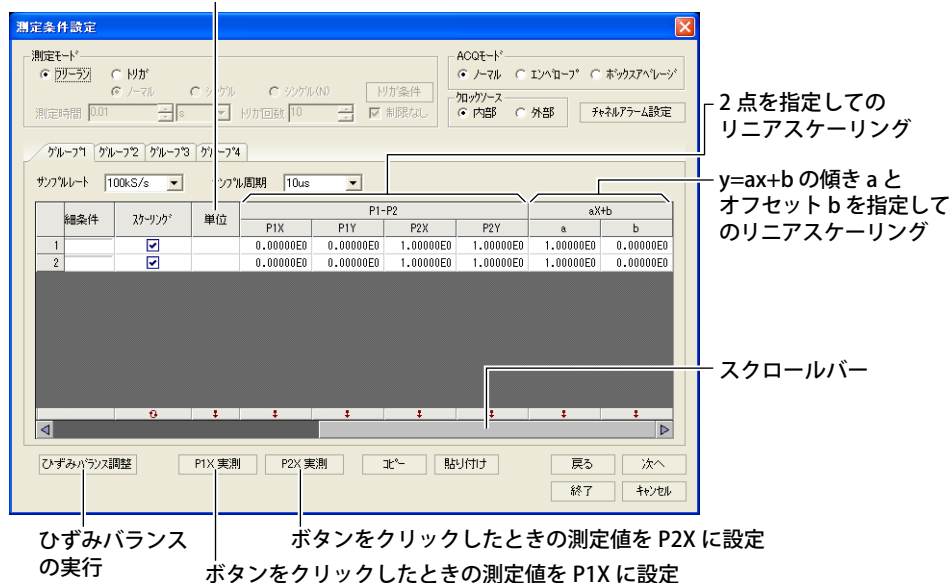 測定条件設定
測定モード
フリーラン トリガ
ノーマル シングル シングル(N) トリガ条件
測定時間 0.01 s トリガ回数 10 制限なし
ACQモード
ノーマル エンベロープ ボックスアベレージ
クロックソース
内部 外部 チャネルアラーム設定
グループ1 グループ2 グループ3 グループ4
サンプルレート 100kS/s サンプル周期 10us
細条件 スケーリング 単位 P1-P2 aX+b
P1X P1Y P2X P2Y a b
1 0.00000E0 0.00000E0 1.00000E0 1.00000E0 1.00000E0 0.00000E0
2 0.00000E0 0.00000E0 1.00000E0 1.00000E0 1.00000E0 0.00000E0
ひずみバランス調整 P1X 実測 P2X 実測 コピー 貼り付け 戻る 次へ
終了 キャンセル
2 点を指定しての
リニアスケーリング
y=ax+b の傾き a と
オフセット b を指定して
のリニアスケーリング
スクロールバー
ひずみバランス
の実行
ボタンをクリックしたときの測定値を P2X に設定
ボタンをクリックしたときの測定値を P1X に設定